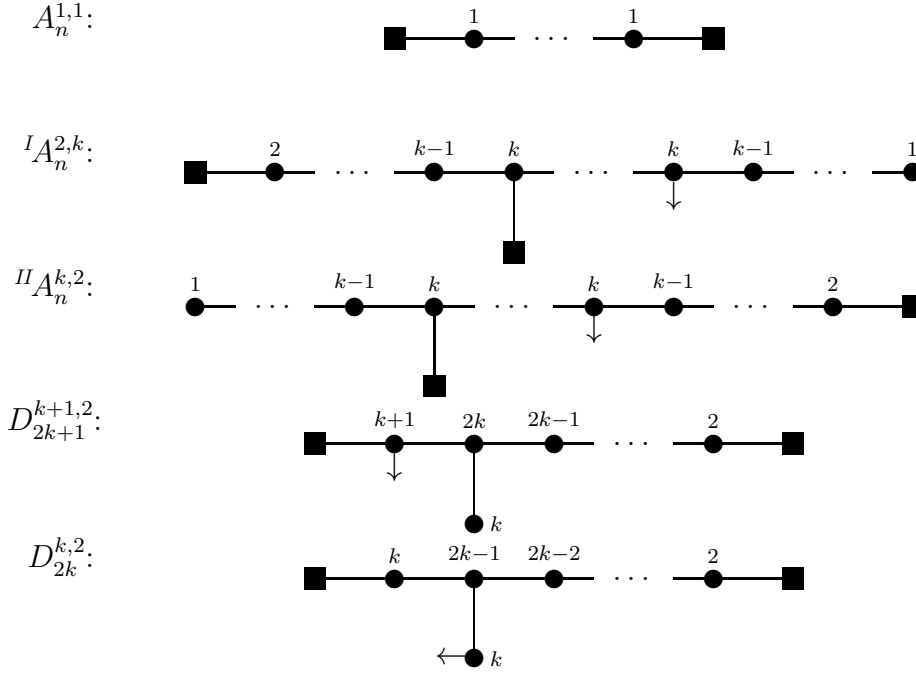 $A_n^{1,1}$: 1 ··· 1
${}^{I}A_n^{2,k}$: 2 ··· k−1 k ··· k k−1 ··· 1
${}^{II}A_n^{k,2}$: 1 ··· k−1 k ··· k k−1 ··· 2
$D_{2k+1}^{k+1,2}$: k+1 2k 2k−1 ··· 2
k
$D_{2k}^{k,2}$: k 2k−1 2k−2 ··· 2
k